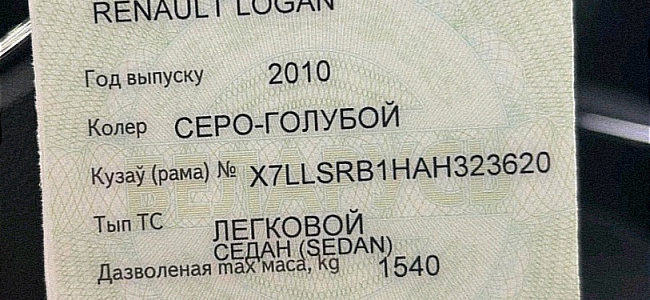 RENAULT LOGAN
Год выпуску 2010
Колер СЕРО-ГОЛУБОЙ
Кузаў (рама) № X7LLSRB1HAH323620
Тып ТС ЛЕГКОВОЙ
СЕДАН (SEDAN)
Дазволеная max маса, kg 1540
БЕЛАРУСЬ